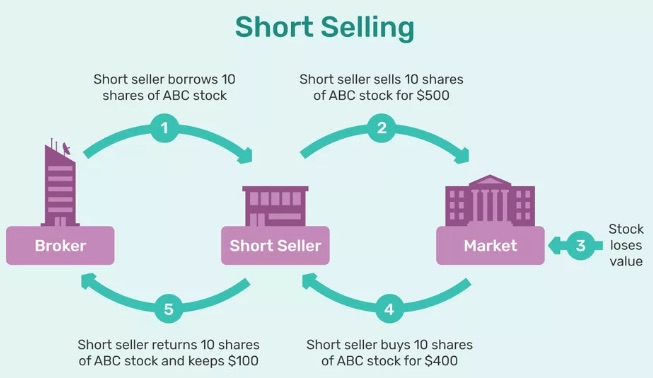 Short Selling
Short seller borrows 10
shares of ABC stock
Short seller sells 10 shares
of ABC stock for $500
1
2
Broker
Short Seller
Market
3
Stock
loses
value
5
4
Short seller returns 10 shares
of ABC stock and keeps $100
Short seller buys 10 shares
of ABC stock for $400